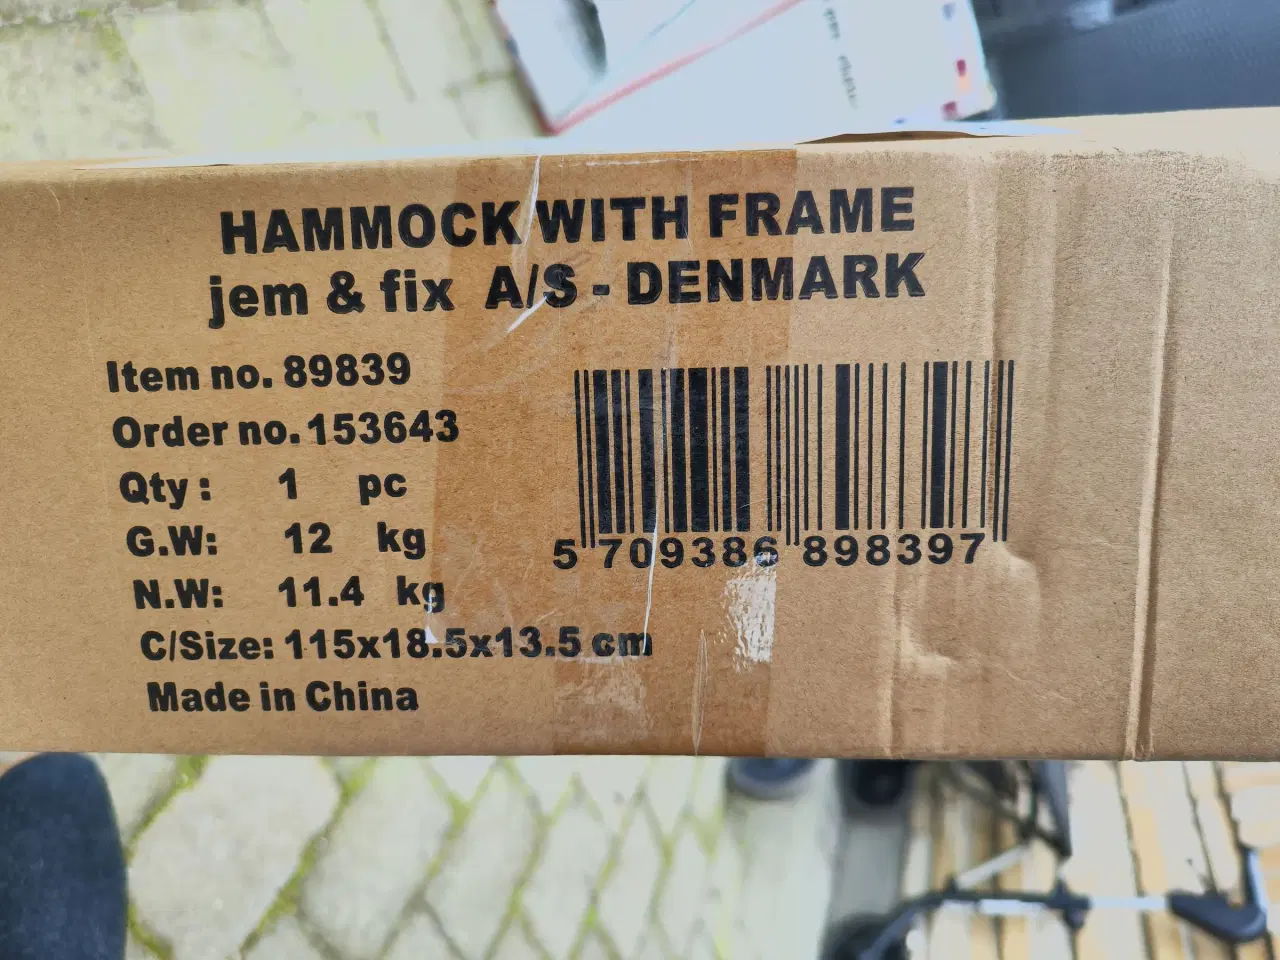 HAMMOCK WITH FRAME
jem & fix A/S - DENMARK
Item no. 89839
Order no. 153643
Qty: 1 pc
G.W: 12 kg
N.W: 11.4 kg
C/Size: 115x18.5x13.5 cm
Made in China
5 709386 898397